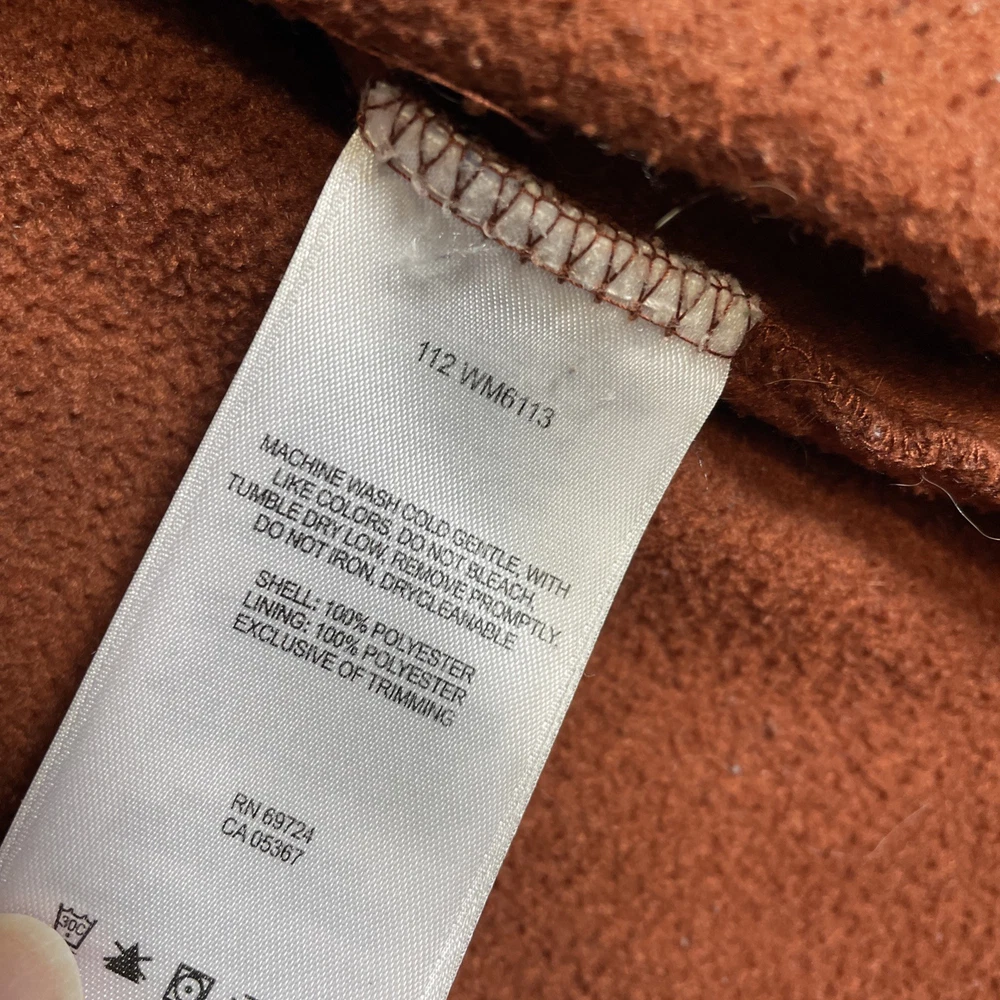 112 WM6113
MACHINE WASH COLD GENTLE, WITH
LIKE COLORS, DO NOT BLEACH,
TUMBLE DRY LOW, REMOVE PROMPTLY.
DO NOT IRON, DRYCLEANABLE
SHELL: 100% POLYESTER
LINING: 100% POLYESTER
EXCLUSIVE OF TRIMMING
RN 69724
CA 05367
30C